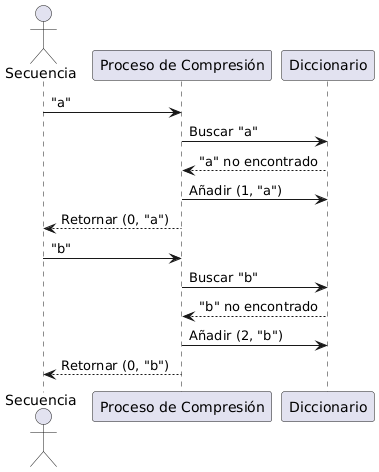 Secuencia
Proceso de Compresión
Diccionario
"a"
Buscar "a"
"a" no encontrado
Añadir (1, "a")
Retornar (0, "a")
"b"
Buscar "b"
"b" no encontrado
Añadir (2, "b")
Retornar (0, "b")
Secuencia
Proceso de Compresión
Diccionario